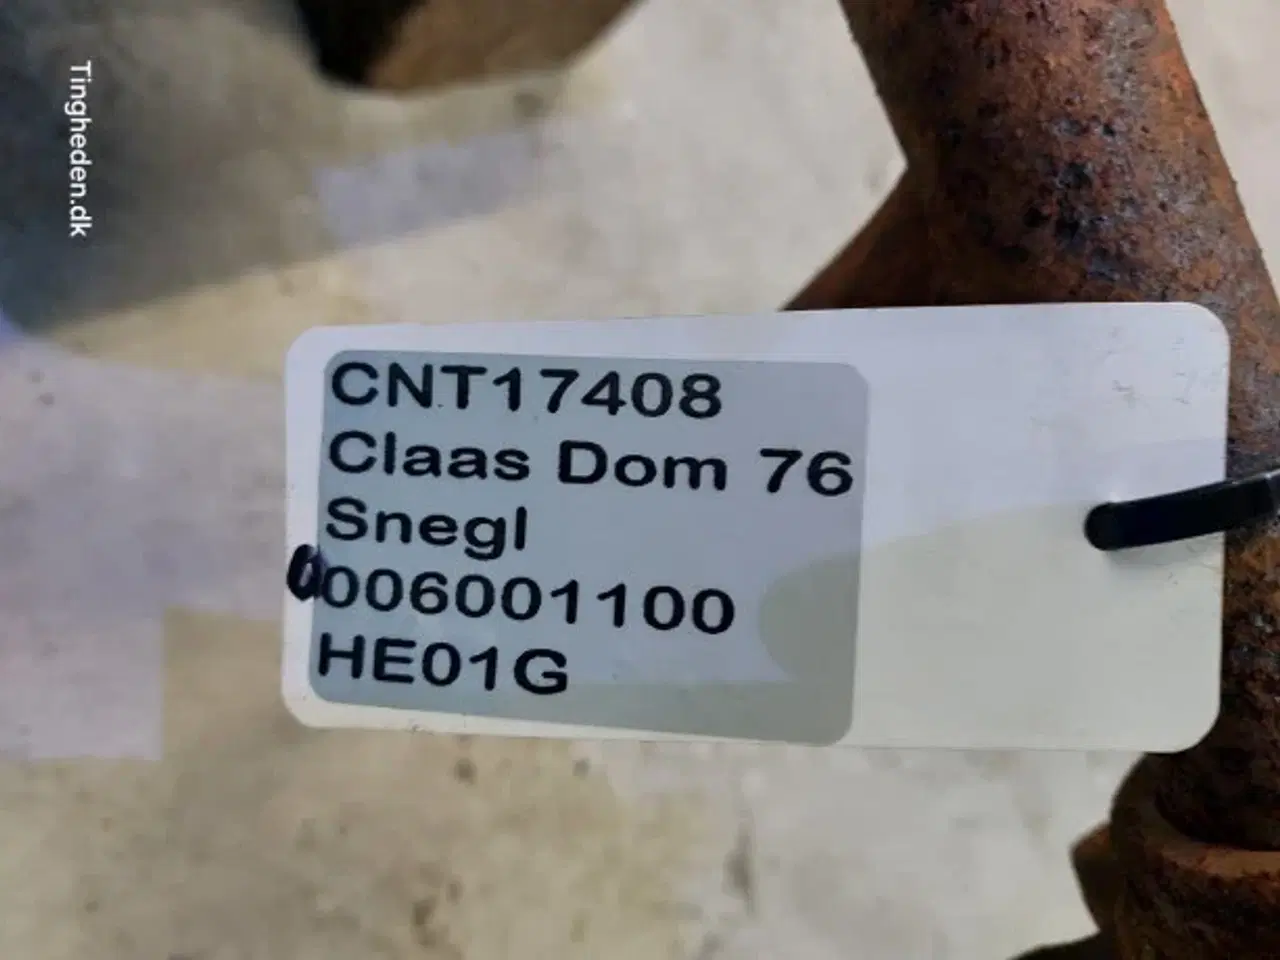 Tingheden.dk
CNT17408
Claas Dom 76
Snegl
0006001100
HE01G